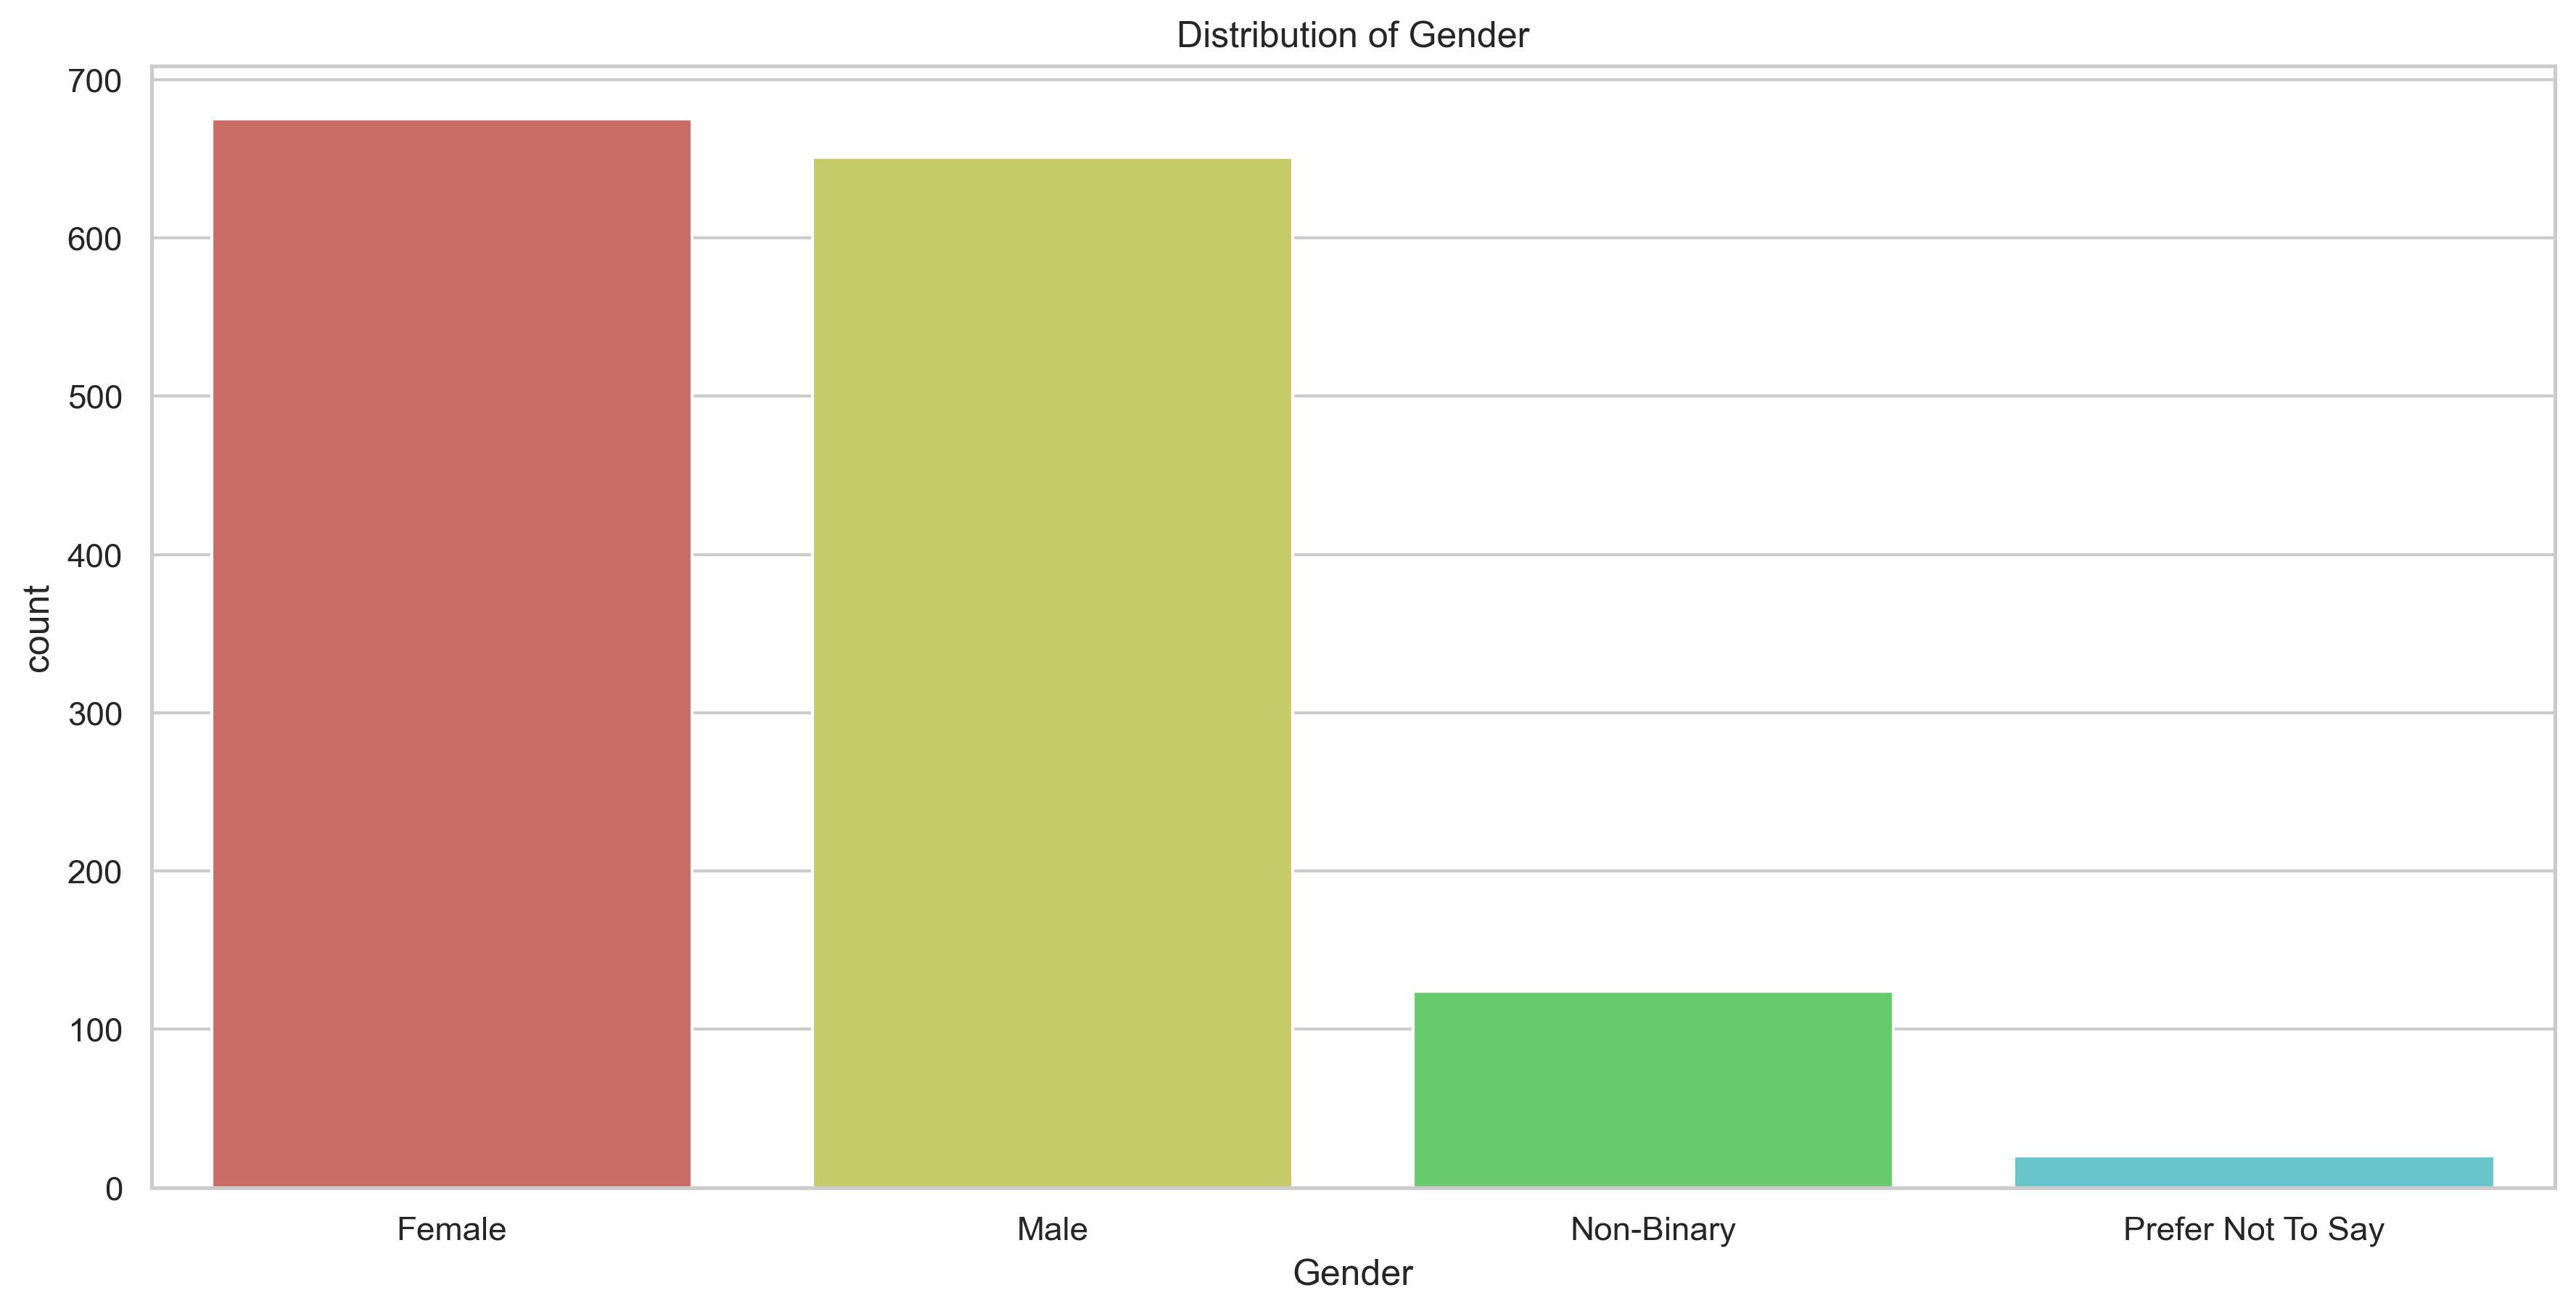 Distribution of Gender
700
600
500
400
300
200
100
0
count
Female Male Non-Binary Prefer Not To Say
Gender